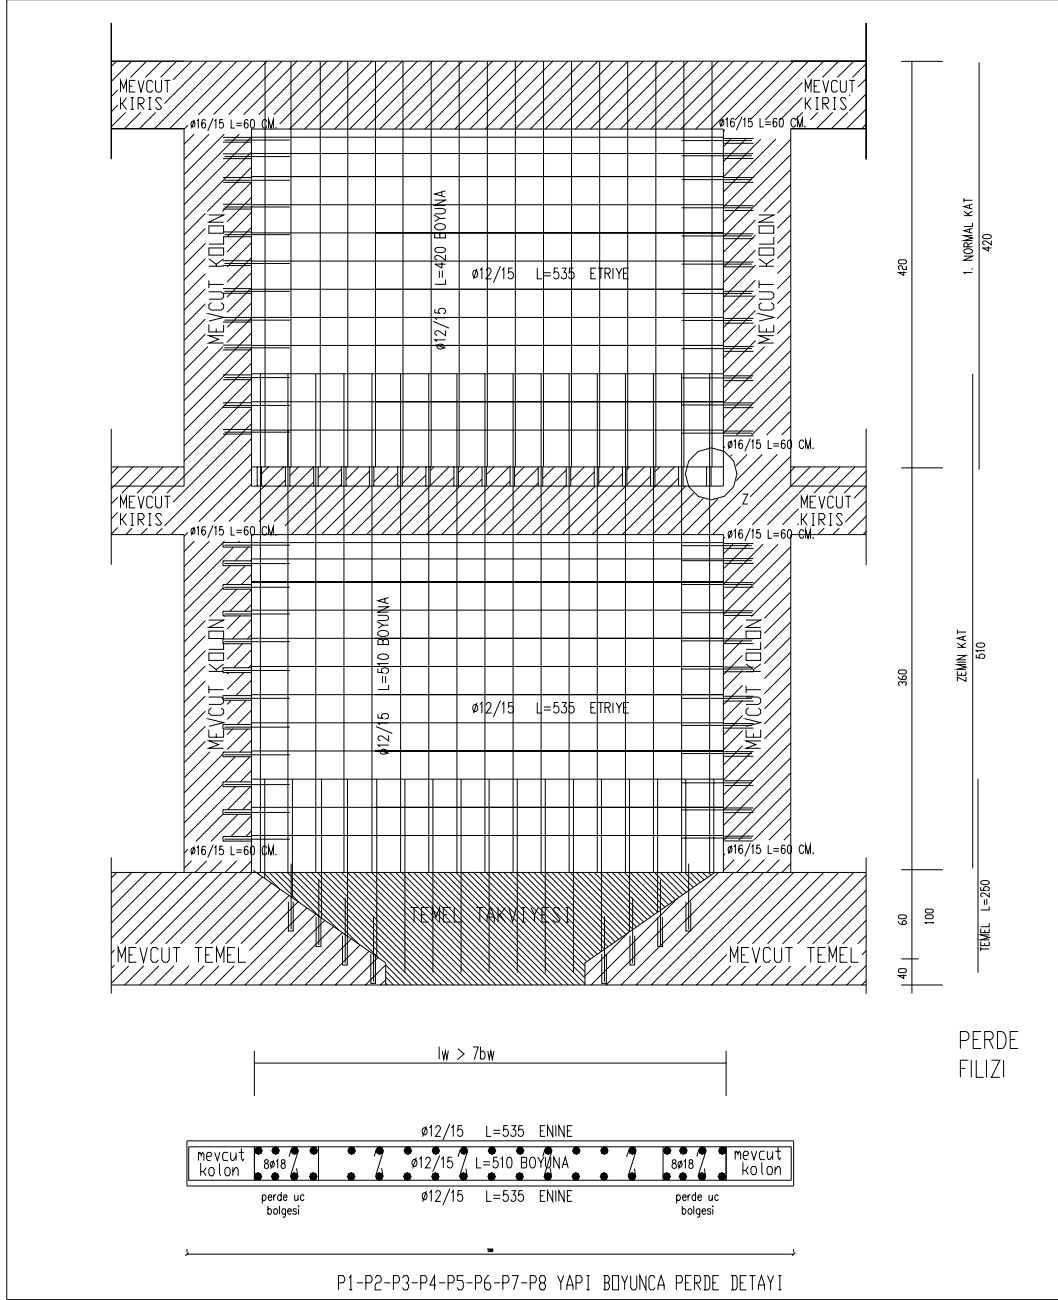 MEVCUT
KIRIS
MEVCUT
KIRIS
ø16/15 L=60 CM.
ø16/15 L=60 CM.
MEVCUT KOLON
ø12/15 L=420 BOYUNA
ø12/15 L=535 ETRIYE
MEVCUT KOLON
420
1. NORMAL KAT
420
ø16/15 L=60 CM.
Z
MEVCUT
KIRIS
MEVCUT
KIRIS
ø16/15 L=60 CM.
ø16/15 L=60 CM.
MEVCUT KOLON
ø12/15 L=510 BOYUNA
ø12/15 L=535 ETRIYE
MEVCUT KOLON
360
ZEMIN KAT
510
ø16/15 L=60 CM.
ø16/15 L=60 CM.
TEMEL TAKVIYESI
MEVCUT TEMEL
MEVCUT TEMEL
60
40
100
TEMEL L=250
PERDE
FILIZI
lw > 7bw
ø12/15 L=535 ENINE
mevcut
kolon
8ø18
ø12/15 L=510 BOYUNA
8ø18
mevcut
kolon
ø12/15 L=535 ENINE
perde uc
bolgesi
perde uc
bolgesi
P1-P2-P3-P4-P5-P6-P7-P8 YAPI BOYUNCA PERDE DETAYI